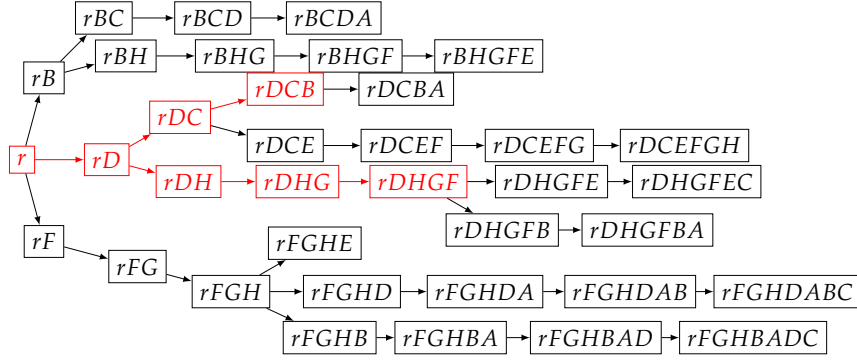 rBC rBCD rBCDA
rBH rBHG rBHGF rBHGFE
rB
rDCB rDCBA
rDC
rDCE rDCEF rDCEFG rDCEFGH
r rD
rDH rDHG rDHGF rDHGFE rDHGFEC
rDHGFB rDHGFBA
rF
rFGHE
rFG
rFGH rFGHD rFGHDA rFGHDAB rFGHDABC
rFGHB rFGHBA rFGHBAD rFGHBADC